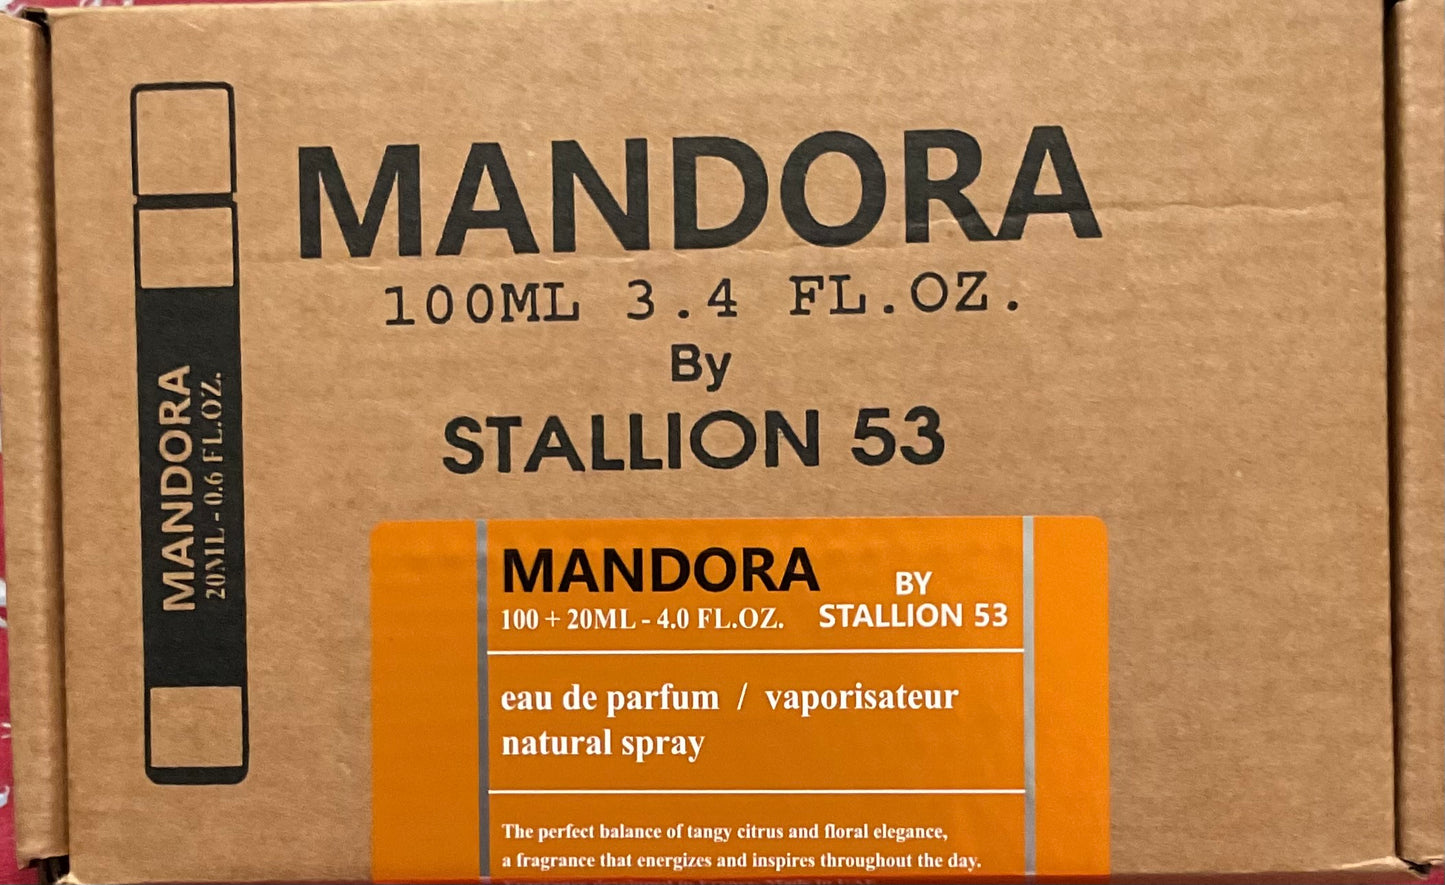 MANDORA
100ML 3.4 FL.OZ.
By
STALLION 53
MANDORA
20ML - 0.6 FL.OZ.
MANDORA
100 + 20ML - 4.0 FL.OZ.
BY
STALLION 53
eau de parfum / vaporisateur
natural spray
The perfect balance of tangy citrus and floral elegance,
a fragrance that energizes and inspires throughout the day.